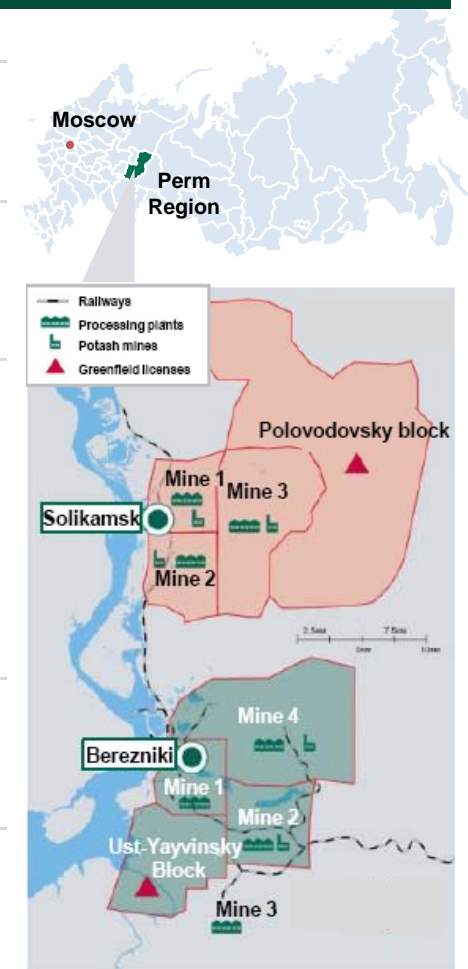 Moscow
Perm
Region
Railways
Processing plants
Potash mines
Greenfield licenses
Polovodovsky block
Mine 1
Mine 3
Solikamsk
Mine 2
Mine 4
Berezniki
Mine 1
Mine 2
Ust-Yayvinsky
Block
Mine 3